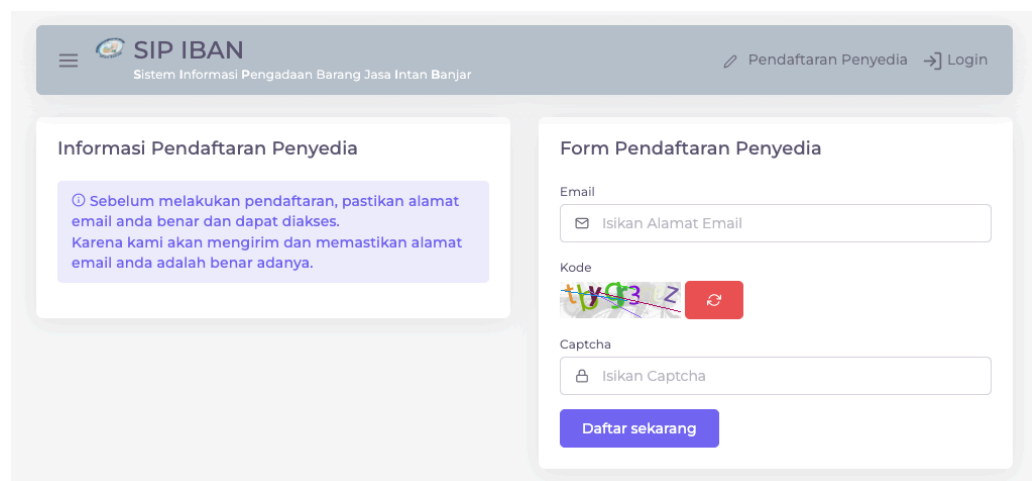 SIP IBAN
Sistem Informasi Pengadaan Barang Jasa Intan Banjar
Pendaftaran Penyedia
Login
Informasi Pendaftaran Penyedia
Sebelum melakukan pendaftaran, pastikan alamat
email anda benar dan dapat diakses.
Karena kami akan mengirim dan memastikan alamat
email anda adalah benar adanya.
Form Pendaftaran Penyedia
Email
Isikan Alamat Email
Kode
Captcha
Isikan Captcha
Daftar sekarang